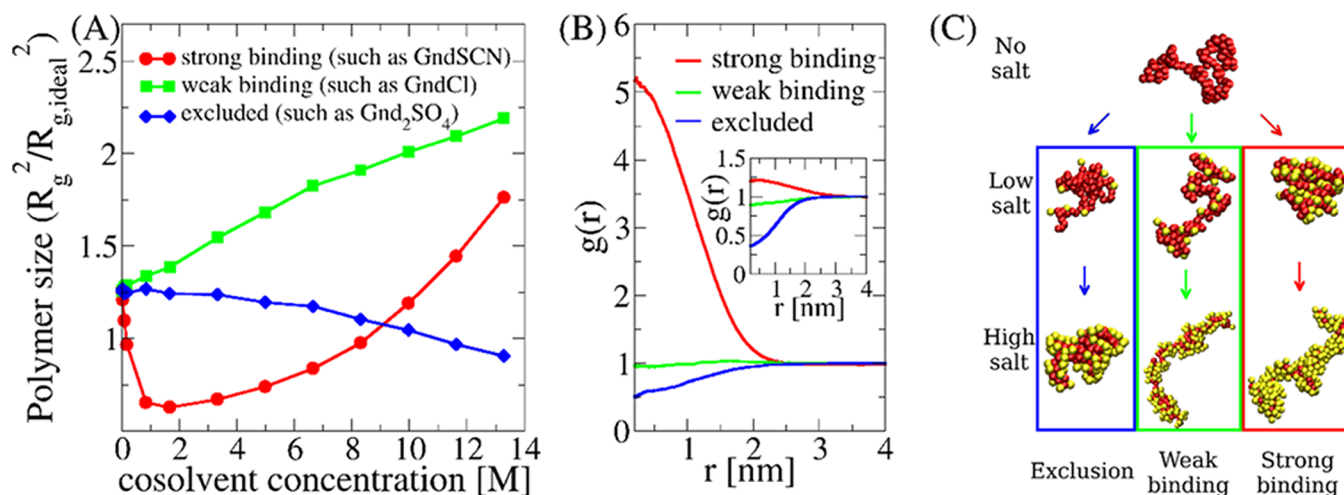 (A)
Polymer size (Rg²/Rg,ideal²)
2.5
2
1.5
1
strong binding (such as GndSCN)
weak binding (such as GndCl)
excluded (such as Gnd₂SO₄)
0 2 4 6 8 10 12 14
cosolvent concentration [M]
(B)
g(r)
6
5
4
3
2
1
0
strong binding
weak binding
excluded
g(r)
1.5
1
0.5
0
1 2 3 4
r [nm]
1 2 3 4
r [nm]
(C)
No
salt
Low
salt
High
salt
Exclusion
Weak
binding
Strong
binding